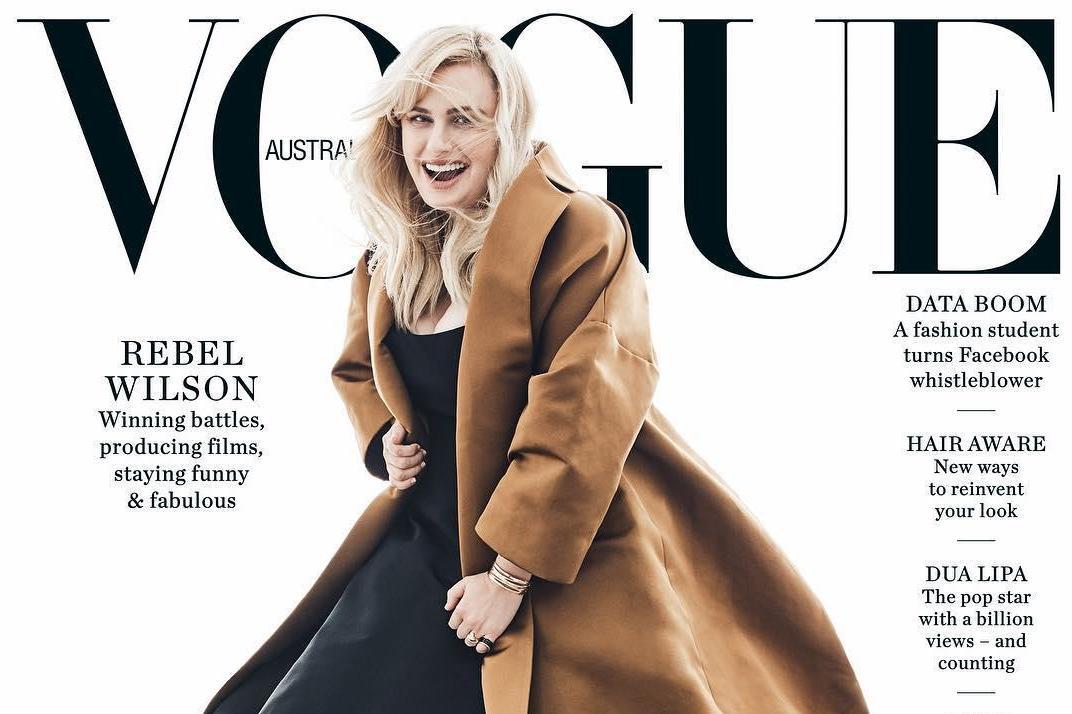 VOGUE
AUSTRAL
REBEL
WILSON
Winning battles,
producing films,
staying funny
& fabulous
DATA BOOM
A fashion student
turns Facebook
whistleblower
HAIR AWARE
New ways
to reinvent
your look
DUA LIPA
The pop star
with a billion
views – and
counting